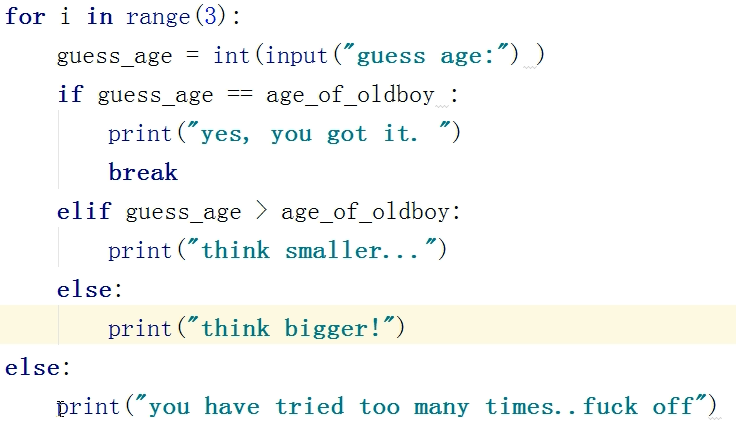 for i in range(3):
    guess_age = int(input("guess age:") )
    if guess_age == age_of_oldboy :
        print("yes, you got it. ")
        break
    elif guess_age > age_of_oldboy:
        print("think smaller...")
    else:
        print("think bigger!")
else:
    print("you have tried too many times..fuck off")